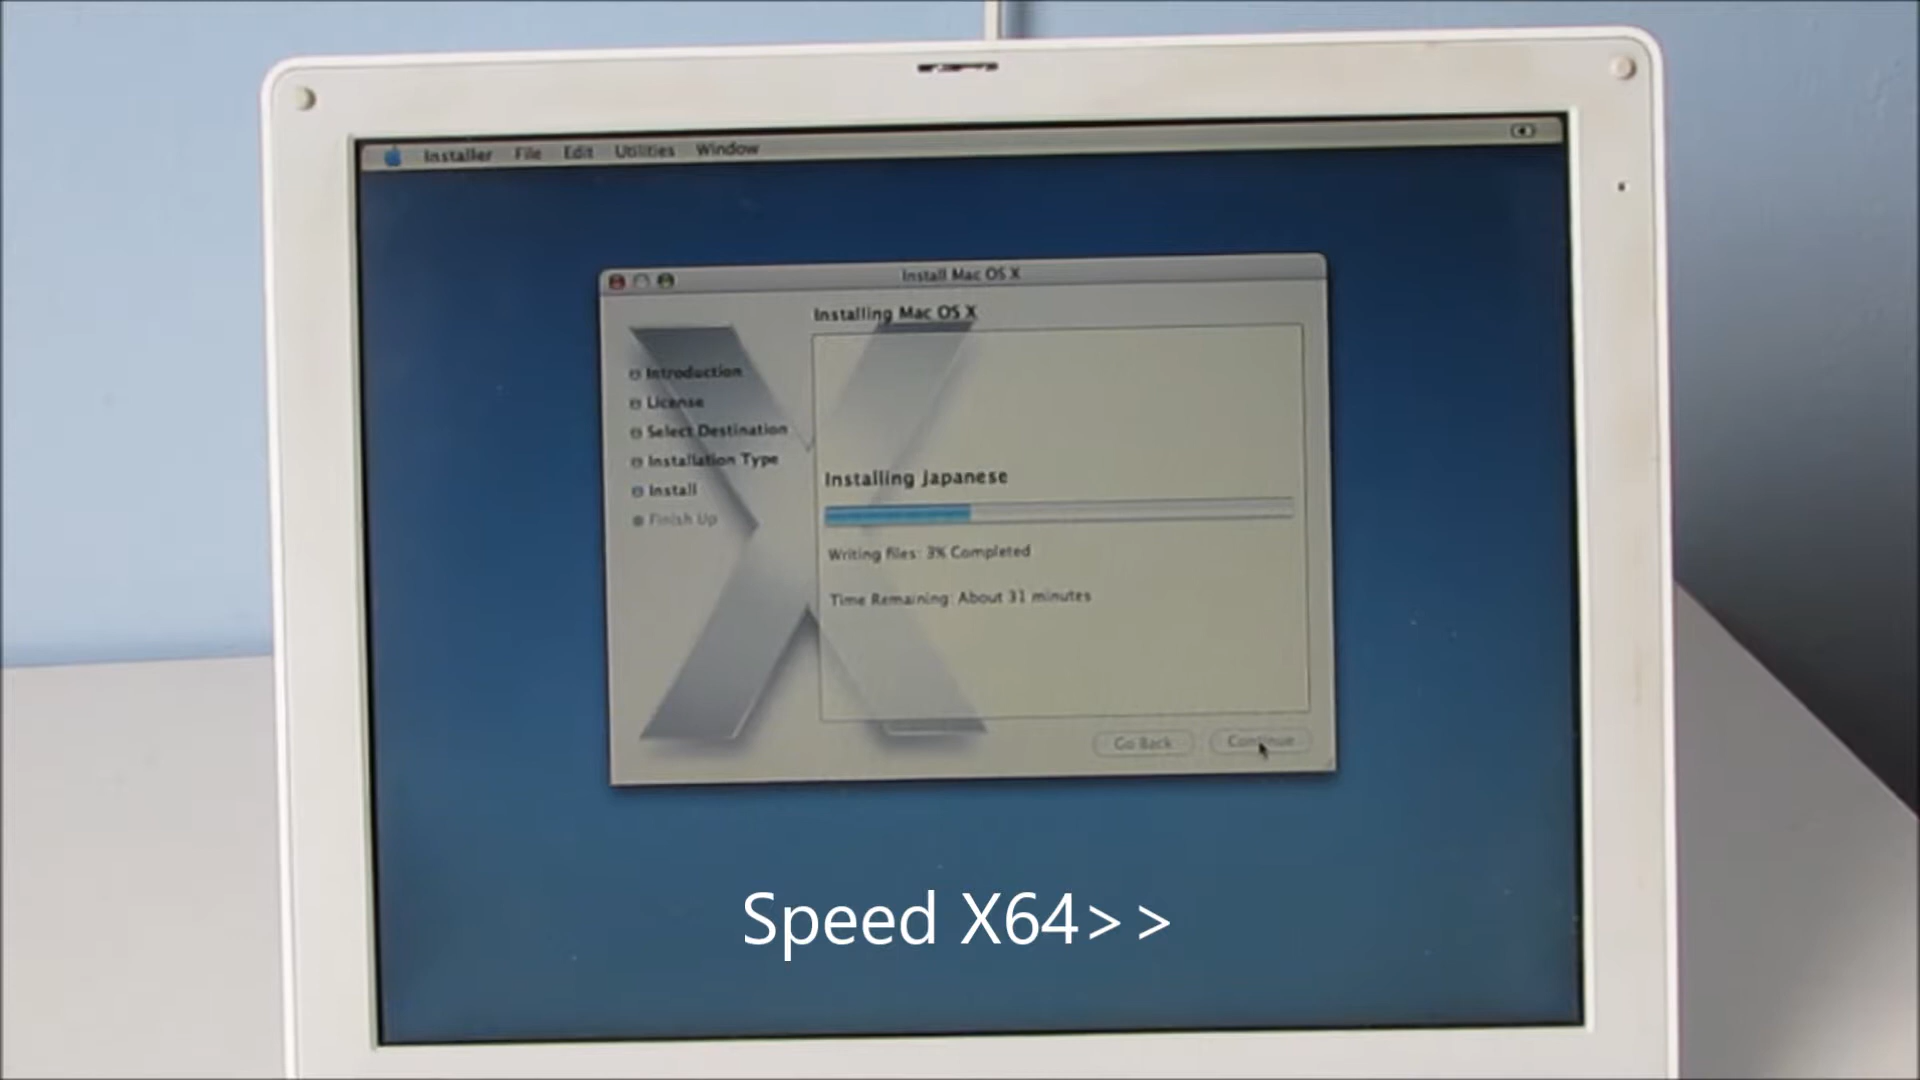 Installer File Edit Utilities Window
Install Mac OS X
Installing Mac OS X
Introduction
License
Select Destination
Installation Type
Install
Finish Up
Installing Japanese
Writing files: 3% Completed
Time Remaining: About 31 minutes
Go Back Continue
Speed X64>>